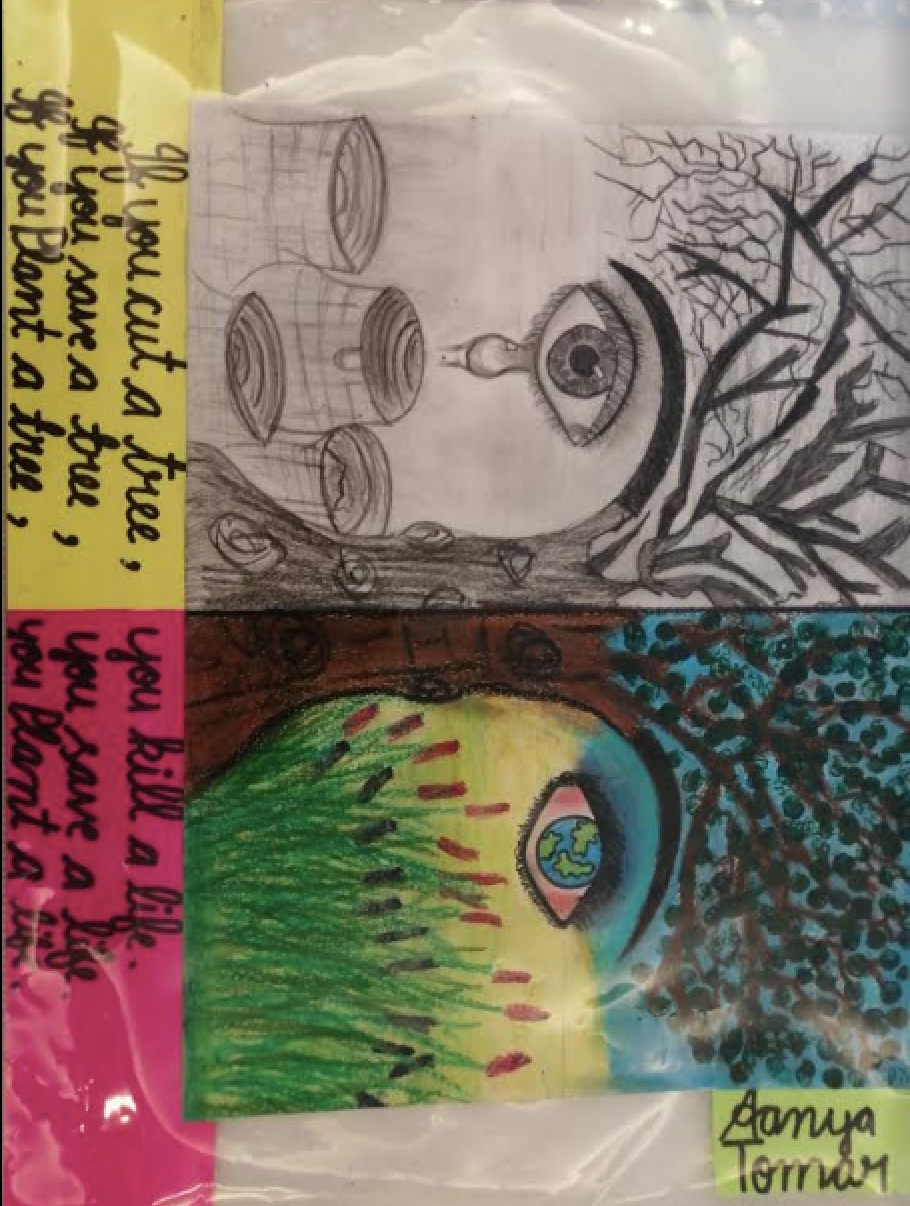 If you cut a tree, you kill a life.
If you save a tree, you save a life
If you Plant a tree, you Plant a life.
Aanya
Tomar